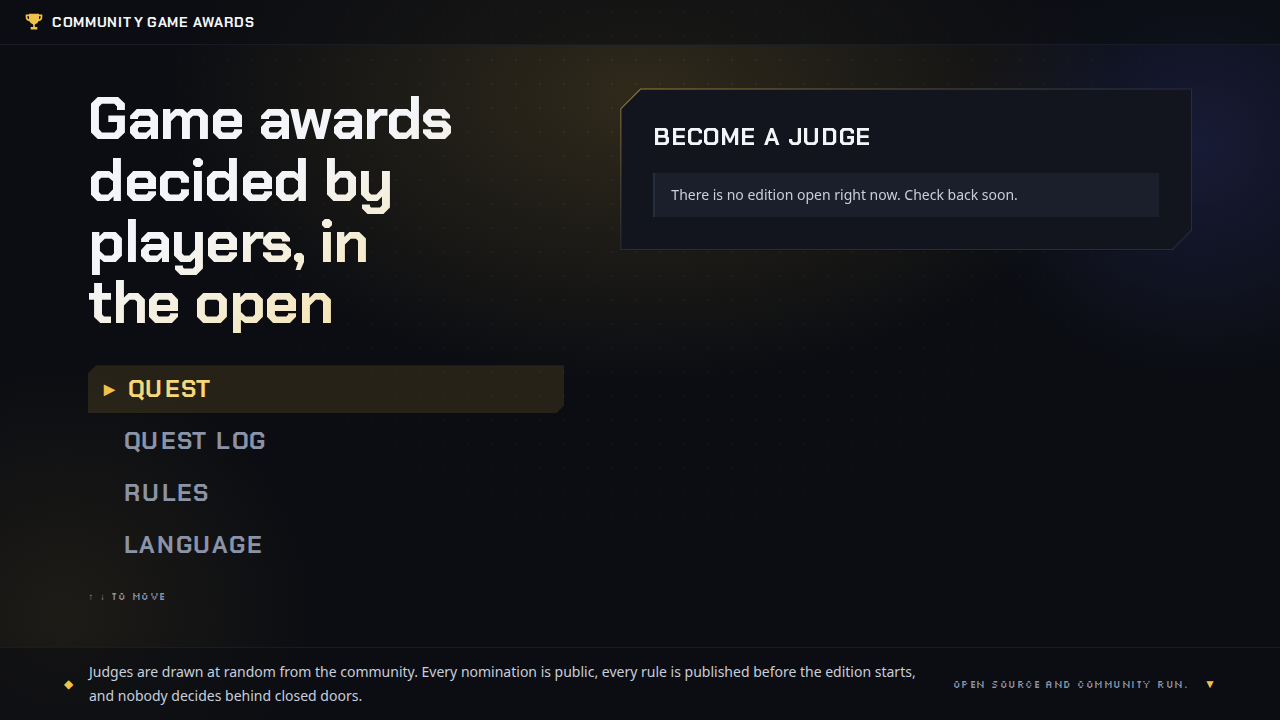 COMMUNITY GAME AWARDS
Game awards
decided by
players, in
the open
BECOME A JUDGE
There is no edition open right now. Check back soon.
▶ QUEST
QUEST LOG
RULES
LANGUAGE
↑ ↓ TO MOVE
Judges are drawn at random from the community. Every nomination is public, every rule is published before the edition starts,
and nobody decides behind closed doors.
OPEN SOURCE AND COMMUNITY RUN.